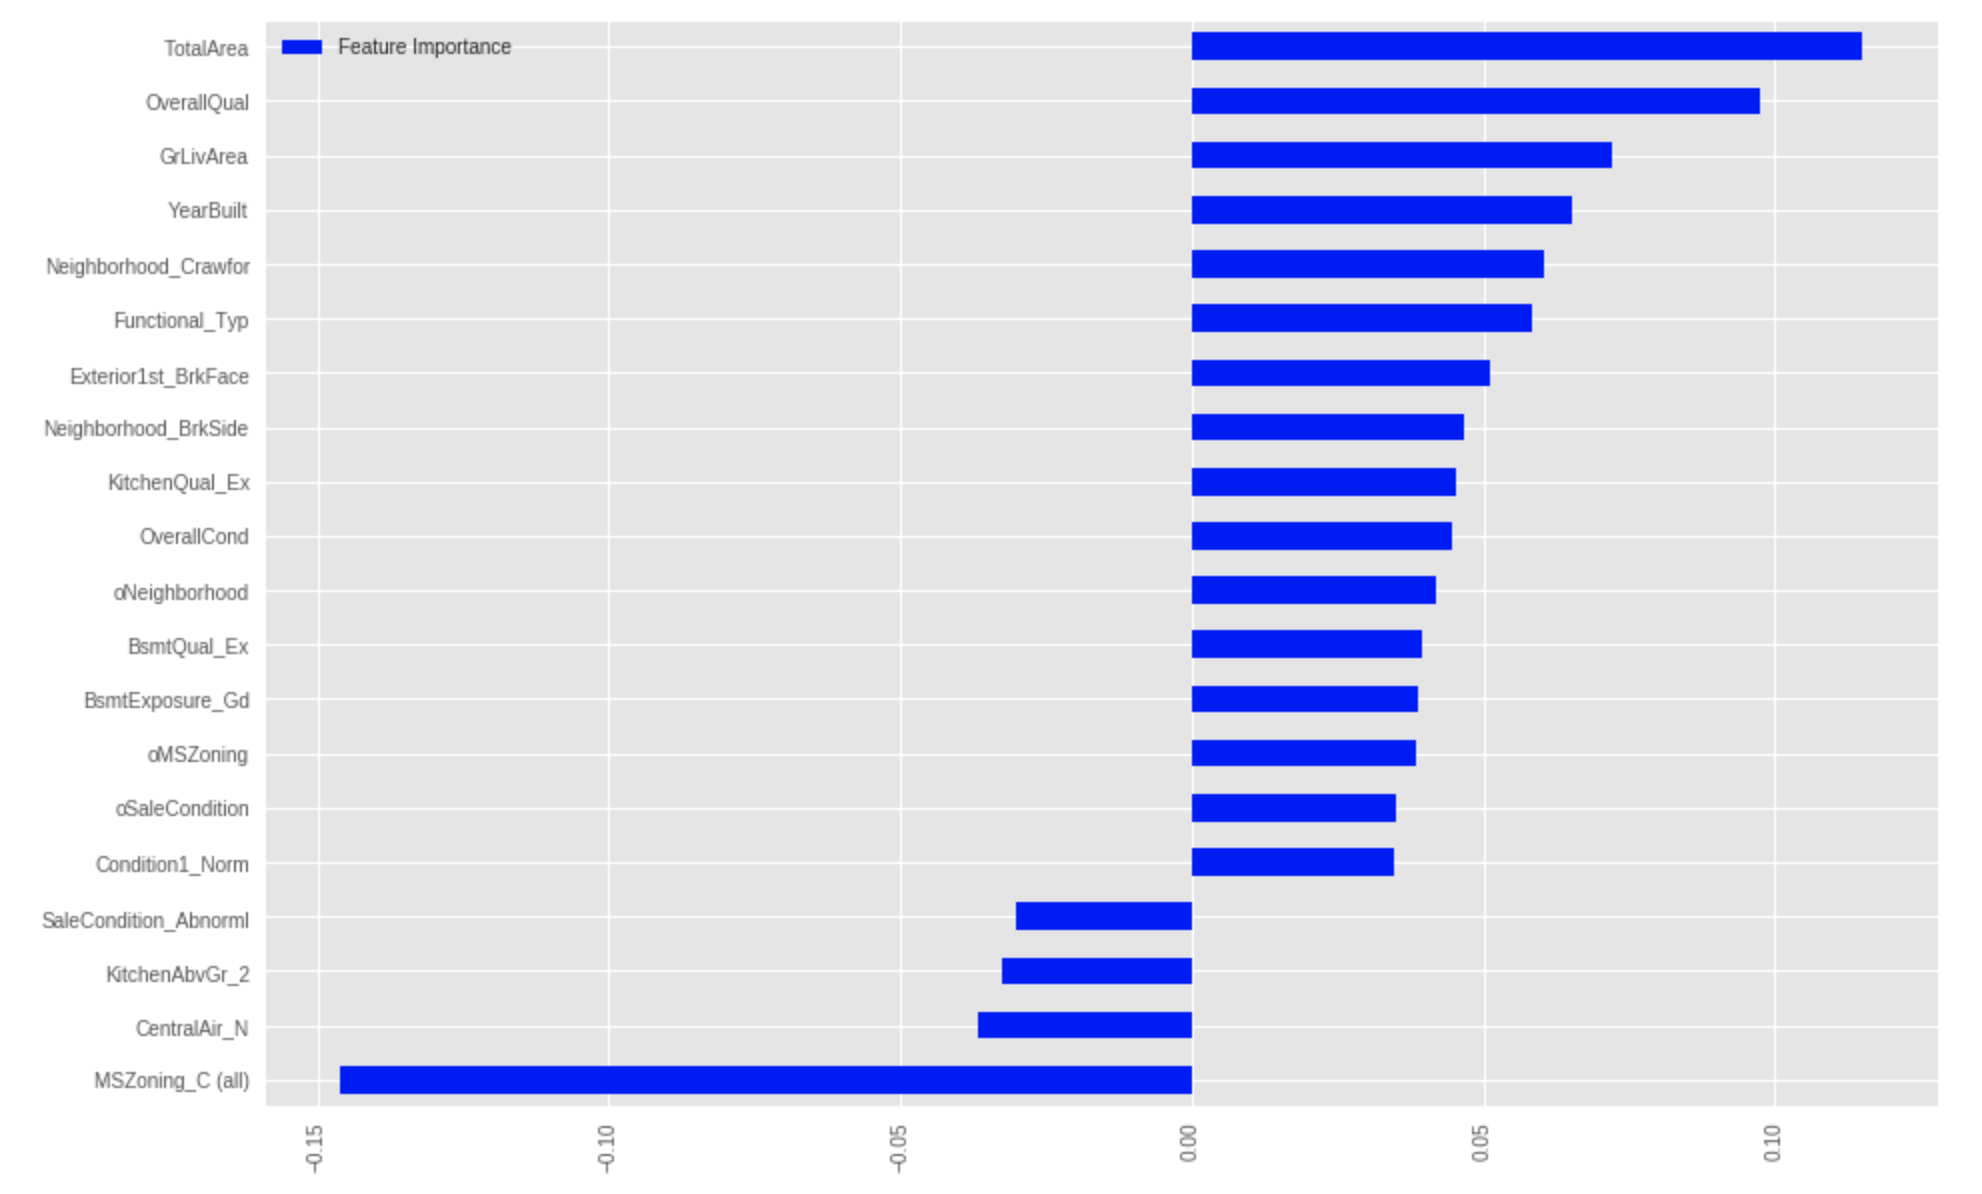 TotalArea
Feature Importance
OverallQual
GrLivArea
YearBuilt
Neighborhood_Crawfor
Functional_Typ
Exterior1st_BrkFace
Neighborhood_BrkSide
KitchenQual_Ex
OverallCond
oNeighborhood
BsmtQual_Ex
BsmtExposure_Gd
oMSZoning
oSaleCondition
Condition1_Norm
SaleCondition_Abnorml
KitchenAbvGr_2
CentralAir_N
MSZoning_C (all)
−0.15
−0.10
−0.05
0.00
0.05
0.10